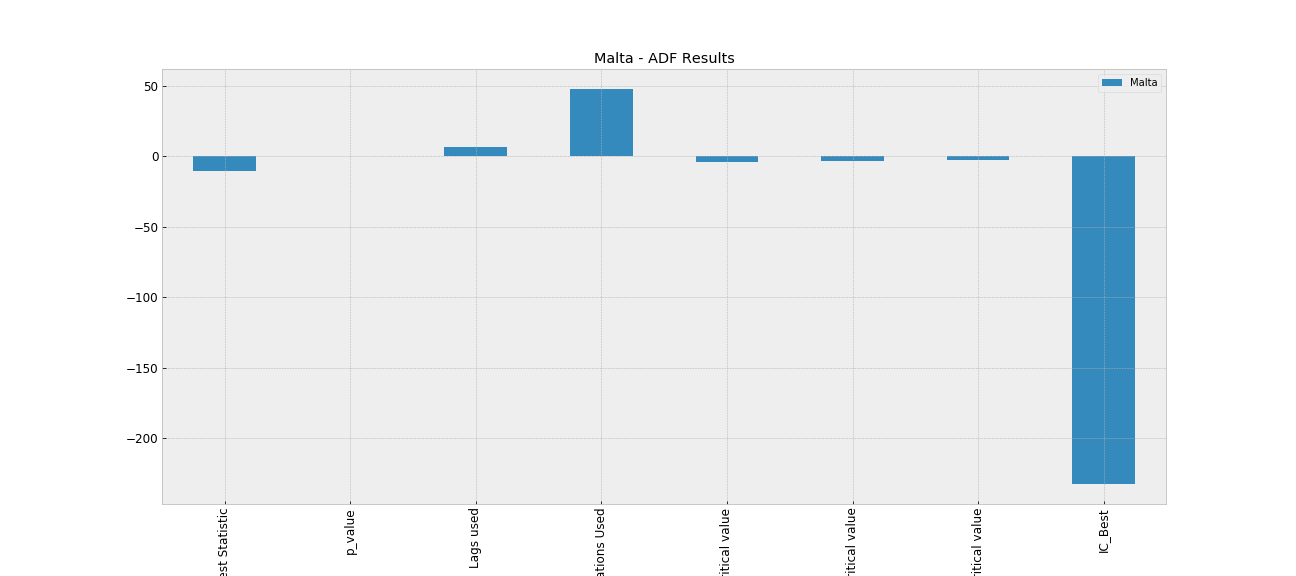 Malta - ADF Results
Malta
50
0
−50
−100
−150
−200
est Statistic
p_value
Lags used
ations Used
ritical value
ritical value
ritical value
IC_Best